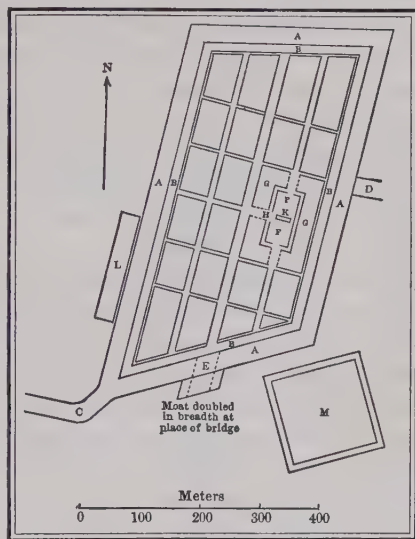 A
B
N
G
P
A
B
B
D
H
K
A
F
G
L
B
A
E
C
M
Moat doubled
in breadth at
place of bridge
Meters
0 100 200 300 400